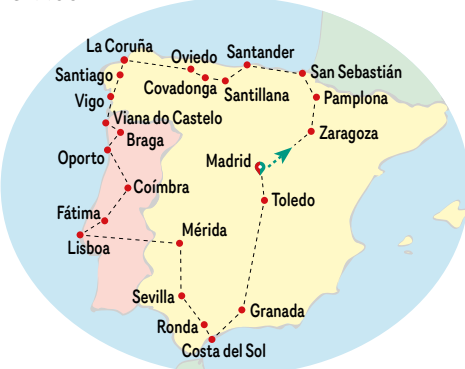 La Coruña
Oviedo
Santander
Santiago
Covadonga
Santillana
San Sebastián
Vigo
Pamplona
Viana do Castelo
Braga
Zaragoza
Oporto
Madrid
Coímbra
Toledo
Fátima
Mérida
Lisboa
Sevilla
Granada
Ronda
Costa del Sol